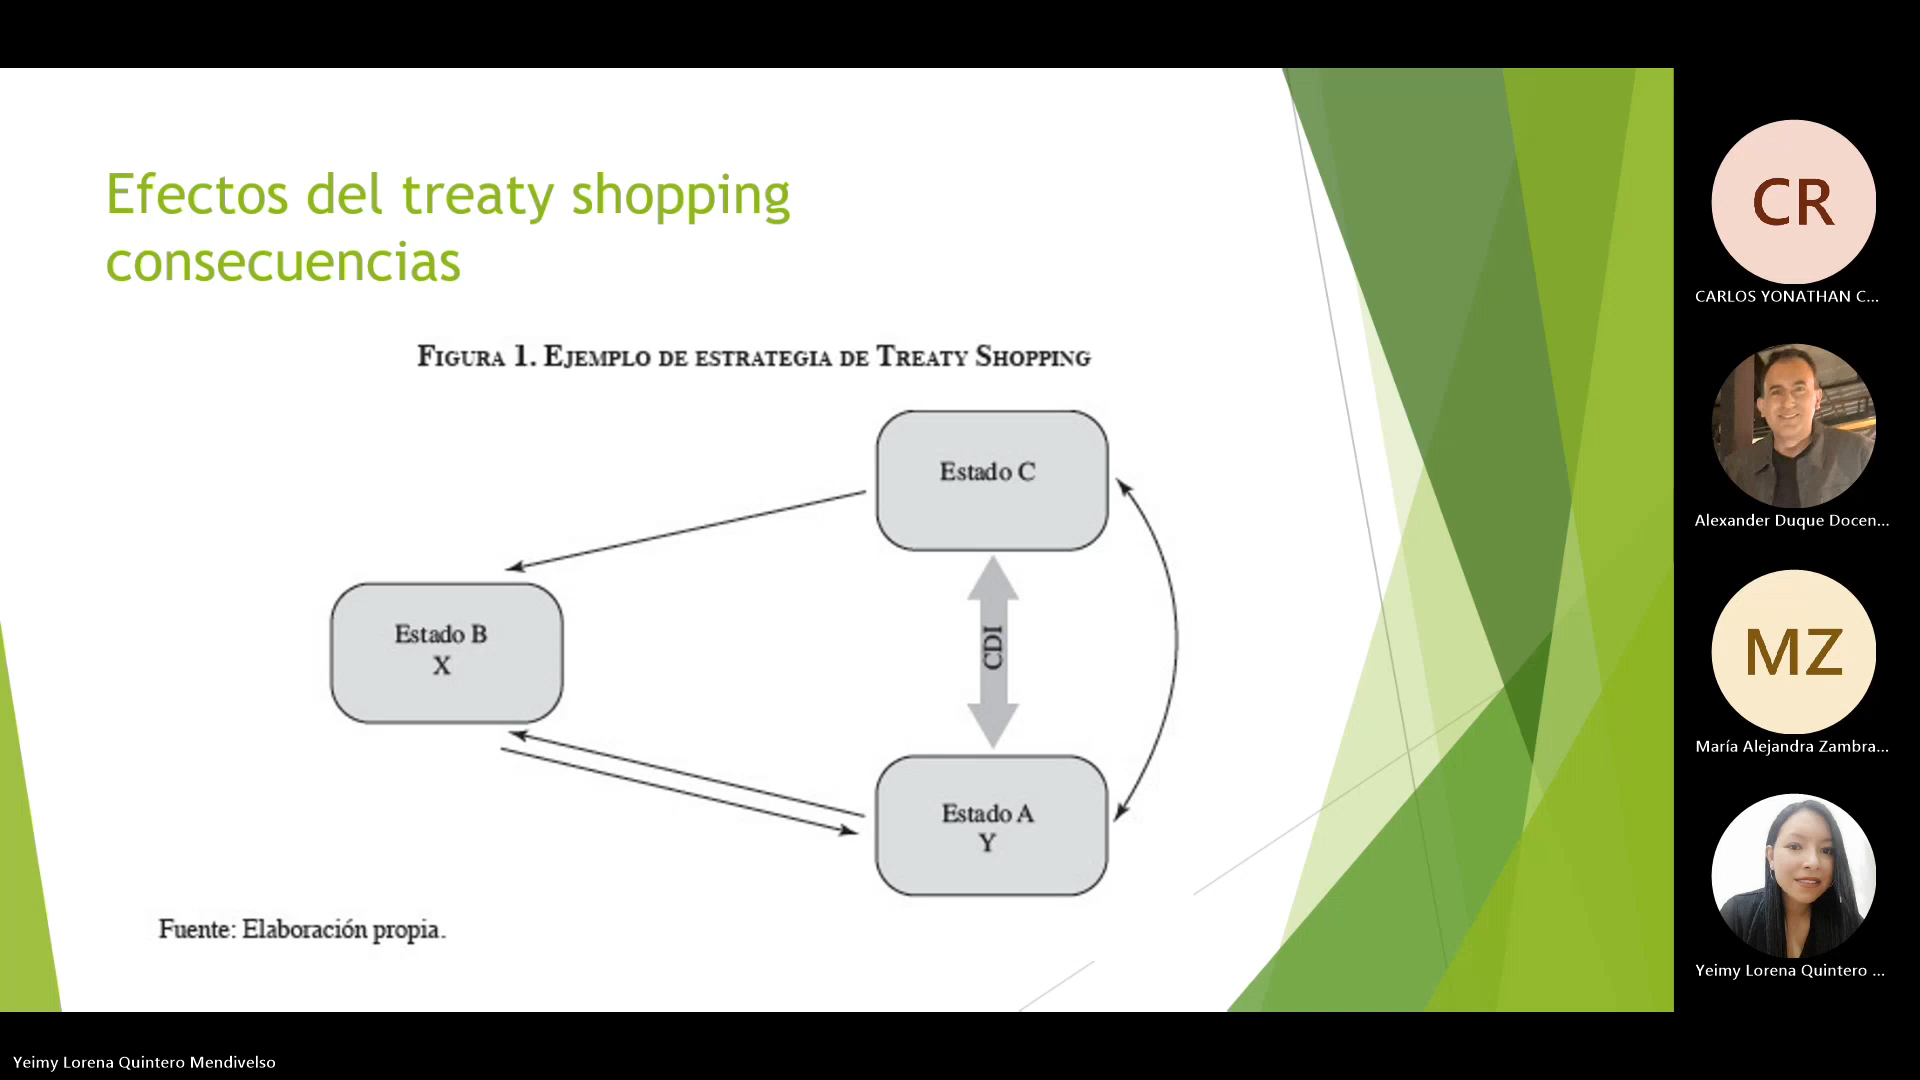 Efectos del treaty shopping
consecuencias
FIGURA 1. EJEMPLO DE ESTRATEGIA DE TREATY SHOPPING
Estado C
Estado B
X
CDI
Estado A
Y
Fuente: Elaboración propia.
CR
CARLOS YONATHAN C...
Alexander Duque Docen...
MZ
María Alejandra Zambra...
Yeimy Lorena Quintero ...
Yeimy Lorena Quintero Mendivelso